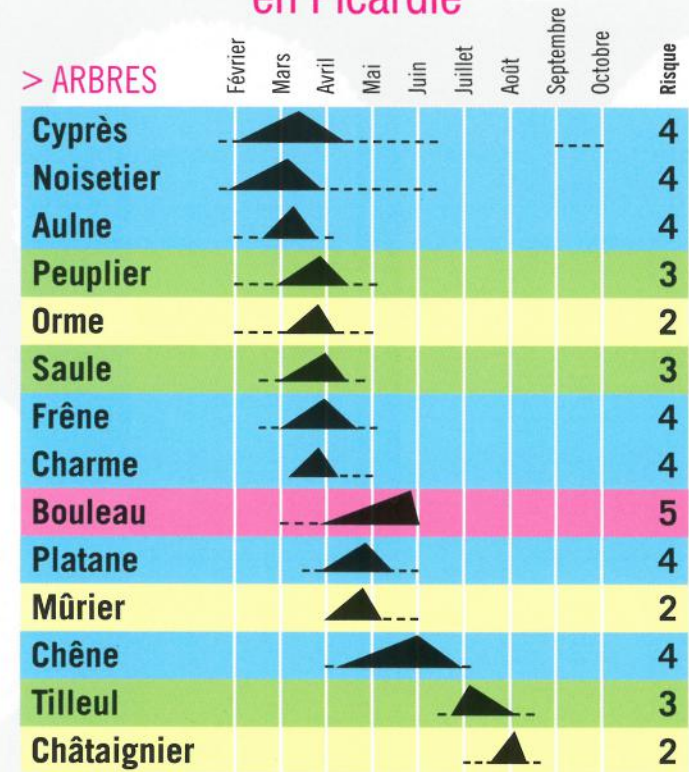 en Picardie
> ARBRES Février Mars Avril Mai Juin Juillet Août Septembre Octobre Risque
Cyprès 4
Noisetier 4
Aulne 4
Peuplier 3
Orme 2
Saule 3
Frêne 4
Charme 4
Bouleau 5
Platane 4
Mûrier 2
Chêne 4
Tilleul 3
Châtaignier 2